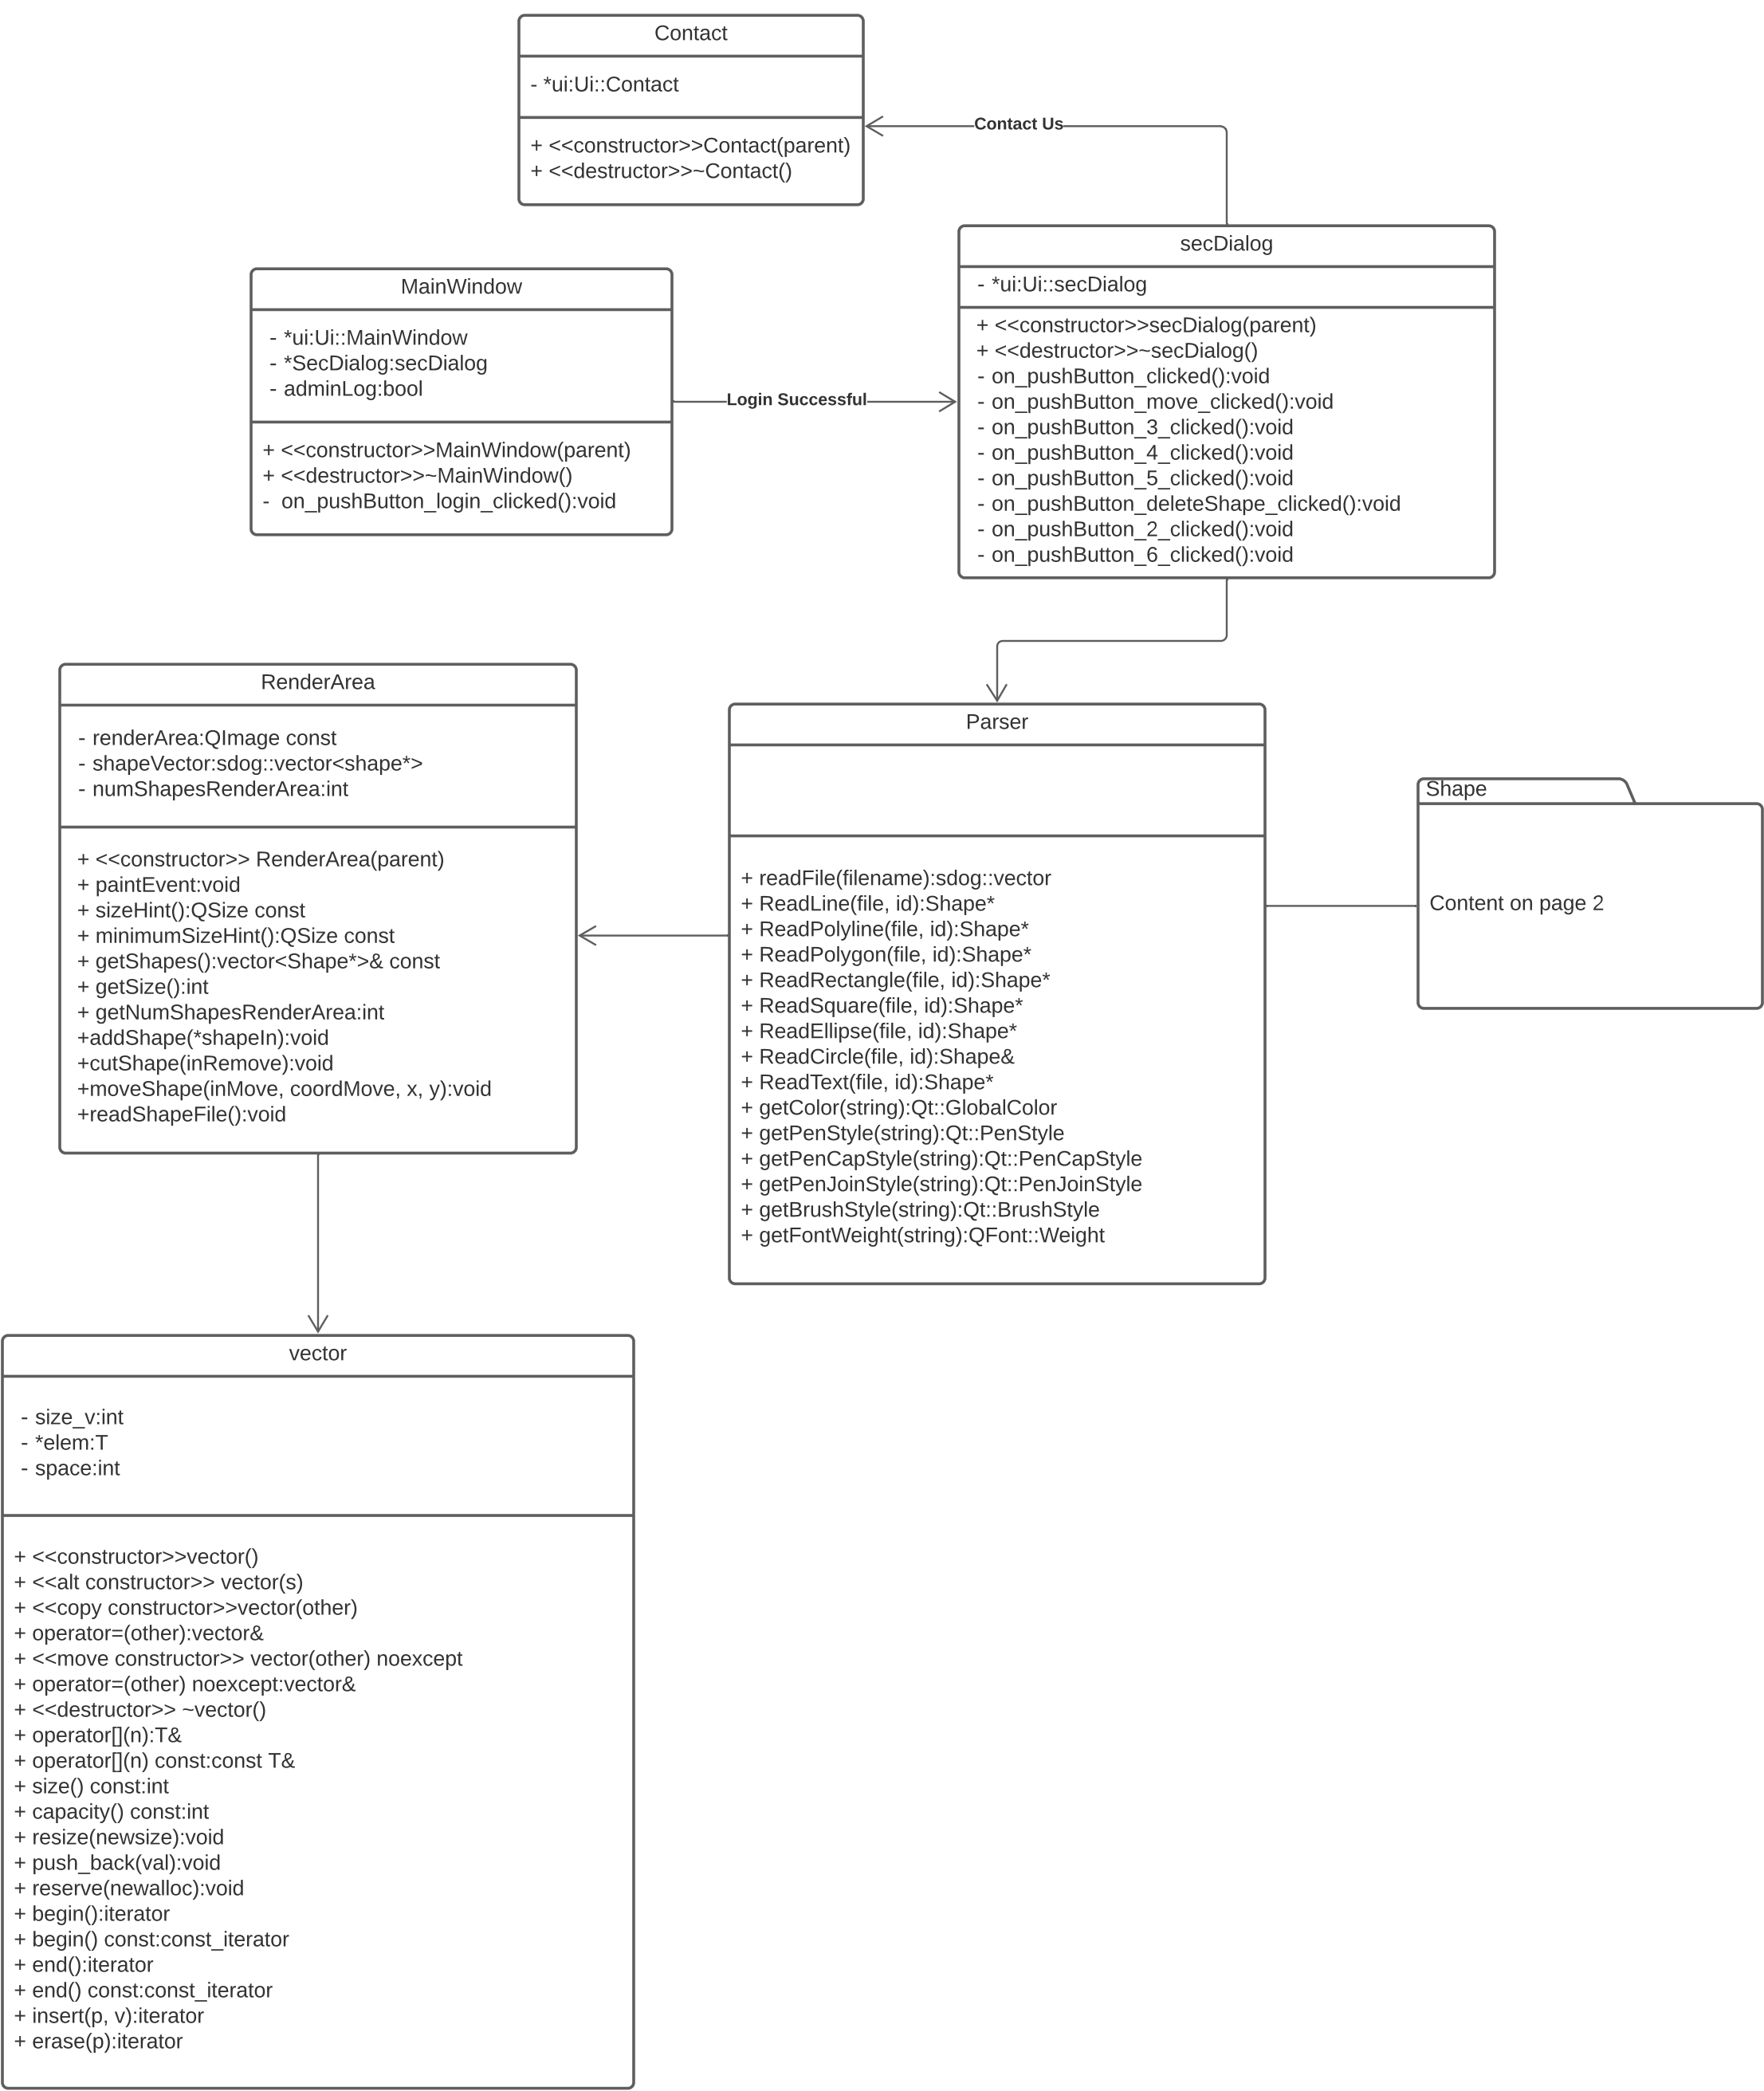 Contact
- *ui:Ui::Contact
+ <<constructor>>Contact(parent)
+ <<destructor>>~Contact()
Contact Us
secDialog
- *ui:Ui::secDialog
+ <<constructor>>secDialog(parent)
+ <<destructor>>~secDialog()
- on_pushButton_clicked():void
- on_pushButton_move_clicked():void
- on_pushButton_3_clicked():void
- on_pushButton_4_clicked():void
- on_pushButton_5_clicked():void
- on_pushButton_deleteShape_clicked():void
- on_pushButton_2_clicked():void
- on_pushButton_6_clicked():void
MainWindow
- *ui:Ui::MainWindow
- *SecDialog:secDialog
- adminLog:bool
+ <<constructor>>MainWindow(parent)
+ <<destructor>>~MainWindow()
- on_pushButton_login_clicked():void
Login Successful
RenderArea
- renderArea:QImage const
- shapeVector:sdog::vector<shape*>
- numShapesRenderArea:int
+ <<constructor>> RenderArea(parent)
+ paintEvent:void
+ sizeHint():QSize const
+ minimumSizeHint():QSize const
+ getShapes():vector<Shape*>& const
+ getSize():int
+ getNumShapesRenderArea:int
+addShape(*shapeIn):void
+cutShape(inRemove):void
+moveShape(inMove, coordMove, x, y):void
+readShapeFile():void
Parser
+ readFile(filename):sdog::vector
+ ReadLine(file, id):Shape*
+ ReadPolyline(file, id):Shape*
+ ReadPolygon(file, id):Shape*
+ ReadRectangle(file, id):Shape*
+ ReadSquare(file, id):Shape*
+ ReadEllipse(file, id):Shape*
+ ReadCircle(file, id):Shape&
+ ReadText(file, id):Shape*
+ getColor(string):Qt::GlobalColor
+ getPenStyle(string):Qt::PenStyle
+ getPenCapStyle(string):Qt::PenCapStyle
+ getPenJoinStyle(string):Qt::PenJoinStyle
+ getBrushStyle(string):Qt::BrushStyle
+ getFontWeight(string):QFont::Weight
Shape
Content on page 2
vector
- size_v:int
- *elem:T
- space:int
+ <<constructor>>vector()
+ <<alt constructor>> vector(s)
+ <<copy constructor>>vector(other)
+ operator=(other):vector&
+ <<move constructor>> vector(other) noexcept
+ operator=(other) noexcept:vector&
+ <<destructor>> ~vector()
+ operator[](n):T&
+ operator[](n) const:const T&
+ size() const:int
+ capacity() const:int
+ resize(newsize):void
+ push_back(val):void
+ reserve(newalloc):void
+ begin():iterator
+ begin() const:const_iterator
+ end():iterator
+ end() const:const_iterator
+ insert(p, v):iterator
+ erase(p):iterator